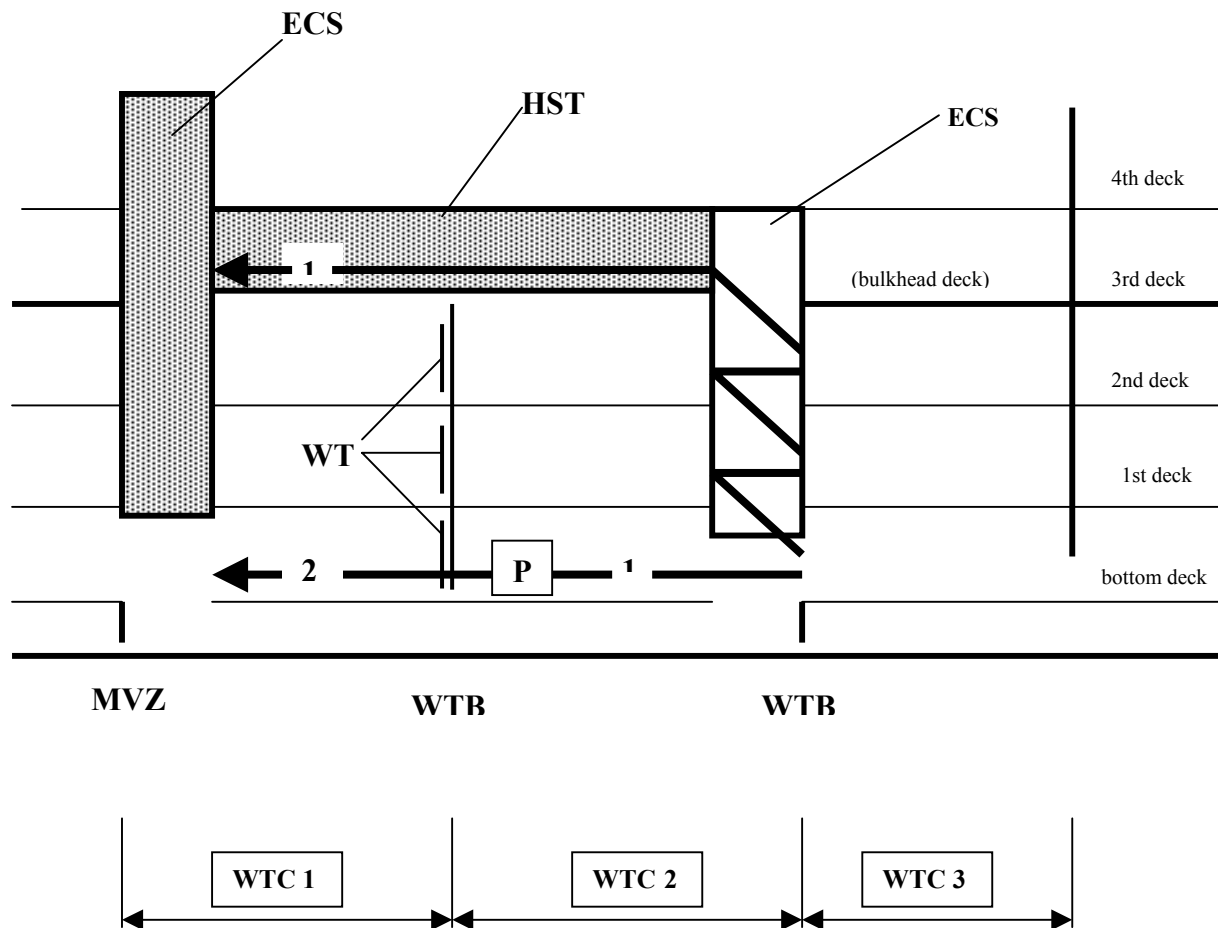 ECS
HST
ECS
4th deck
1
(bulkhead deck)
3rd deck
2nd deck
WT
1st deck
2
P
1
bottom deck
MVZ
WTB
WTB
WTC 1
WTC 2
WTC 3